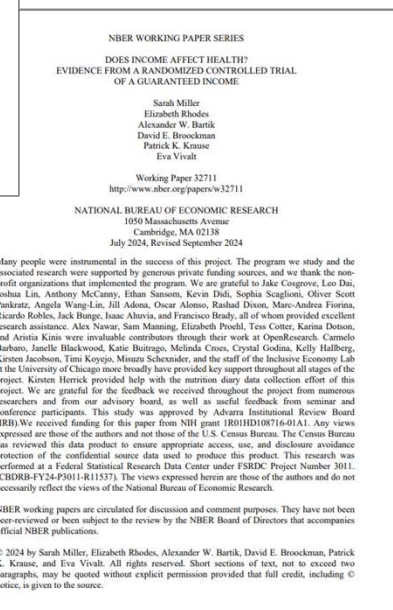 NBER WORKING PAPER SERIES
DOES INCOME AFFECT HEALTH?
EVIDENCE FROM A RANDOMIZED CONTROLLED TRIAL
OF A GUARANTEED INCOME
Sarah Miller
Elizabeth Rhodes
Alexander W. Bartik
David E. Broockman
Patrick K. Krause
Eva Vivalt
Working Paper 32711
http://www.nber.org/papers/w32711
NATIONAL BUREAU OF ECONOMIC RESEARCH
1050 Massachusetts Avenue
Cambridge, MA 02138
July 2024, Revised September 2024
Many people were instrumental in the success of this project. The program we study and the
associated research were supported by generous private funding sources, and we thank the non-
profit organizations that implemented the program. We are grateful to Jake Cosgrove, Leo Dai,
Joshua Lin, Anthony McCanny, Ethan Sansom, Kevin Didi, Sophia Scaglioni, Oliver Scott
Pankratz, Angela Wang-Lin, Jill Adona, Oscar Alonso, Rashad Dixon, Marc-Andrea Fiorina,
Ricardo Robles, Jack Bunge, Isaac Ahuvia, and Francisco Brady, all of whom provided excellent
research assistance. Alex Nawar, Sam Manning, Elizabeth Proehl, Tess Cotter, Karina Dotson,
and Aristia Kinis were invaluable contributors through their work at OpenResearch. Carmelo
Barbaro, Janelle Blackwood, Katie Buitrago, Melinda Croes, Crystal Godina, Kelly Hallberg,
Kirsten Jacobson, Timi Koyejo, Misuzu Schexnider, and the staff of the Inclusive Economy Lab
at the University of Chicago more broadly have provided key support throughout all stages of the
project. Kirsten Herrick provided help with the nutrition diary data collection effort of this
project. We are grateful for the feedback we received throughout the project from numerous
researchers and from our advisory board, as well as useful feedback from seminar and
conference participants. This study was approved by Advarra Institutional Review Board
(IRB).We received funding for this paper from NIH grant 1R01HD108716-01A1. Any views
expressed are those of the authors and not those of the U.S. Census Bureau. The Census Bureau
has reviewed this data product to ensure appropriate access, use, and disclosure avoidance
protection of the confidential source data used to produce this product. This research was
performed at a Federal Statistical Research Data Center under FSRDC Project Number 3011.
(CBDRB-FY24-P3011-R11537). The views expressed herein are those of the authors and do not
necessarily reflect the views of the National Bureau of Economic Research.
NBER working papers are circulated for discussion and comment purposes. They have not been
peer-reviewed or been subject to the review by the NBER Board of Directors that accompanies
official NBER publications.
© 2024 by Sarah Miller, Elizabeth Rhodes, Alexander W. Bartik, David E. Broockman, Patrick
K. Krause, and Eva Vivalt. All rights reserved. Short sections of text, not to exceed two
paragraphs, may be quoted without explicit permission provided that full credit, including ©
notice, is given to the source.